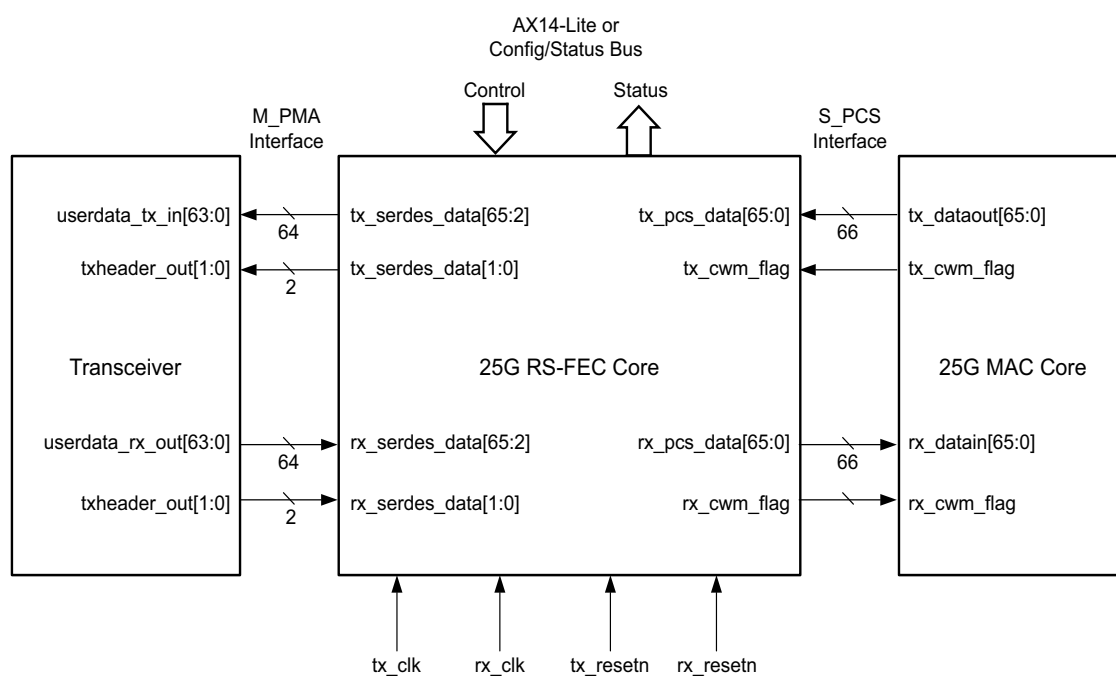 AX14-Lite or
Config/Status Bus
Control
Status
M_PMA
Interface
S_PCS
Interface
userdata_tx_in[63:0]
64
tx_serdes_data[65:2]
tx_pcs_data[65:0]
66
tx_dataout[65:0]
txheader_out[1:0]
2
tx_serdes_data[1:0]
tx_cwm_flag
tx_cwm_flag
Transceiver
25G RS-FEC Core
25G MAC Core
userdata_rx_out[63:0]
64
rx_serdes_data[65:2]
rx_pcs_data[65:0]
66
rx_datain[65:0]
txheader_out[1:0]
2
rx_serdes_data[1:0]
rx_cwm_flag
rx_cwm_flag
tx_clk
rx_clk
tx_resetn
rx_resetn